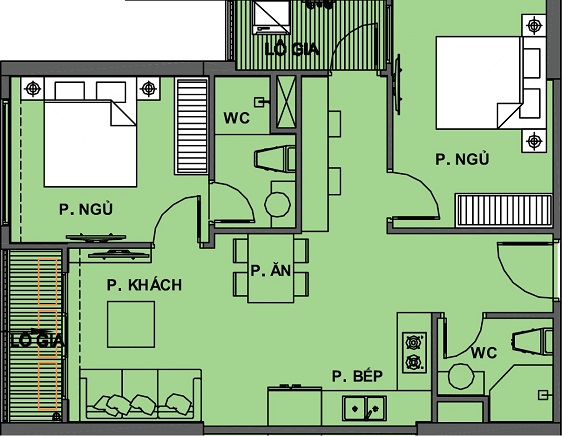 LÔ GIA
WC
P. NGỦ
P. NGỦ
P. ĂN
P. KHÁCH
LÔ GIA
WC
P. BẾP